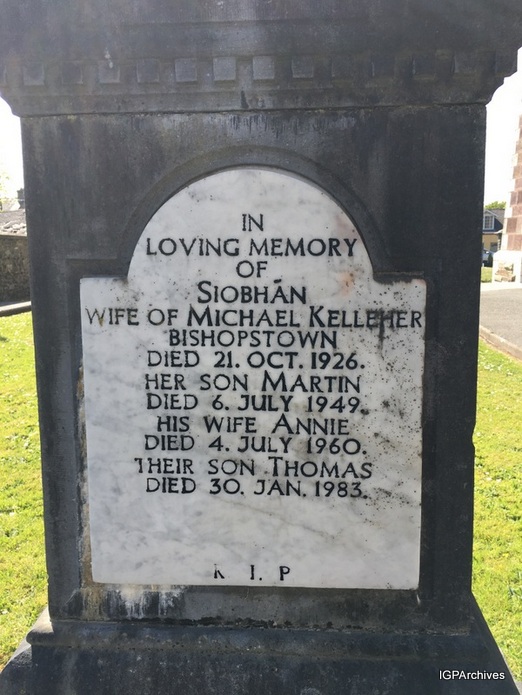 IN
LOVING MEMORY
OF
SIOBHÁN
WIFE OF MICHAEL KELLEHER
BISHOPSTOWN
DIED 21. OCT. 1926.
HER SON MARTIN
DIED 6. JULY 1949.
HIS WIFE ANNIE
DIED 4. JULY 1960.
THEIR SON THOMAS
DIED 30. JAN. 1983.
R I. P
IGPArchives